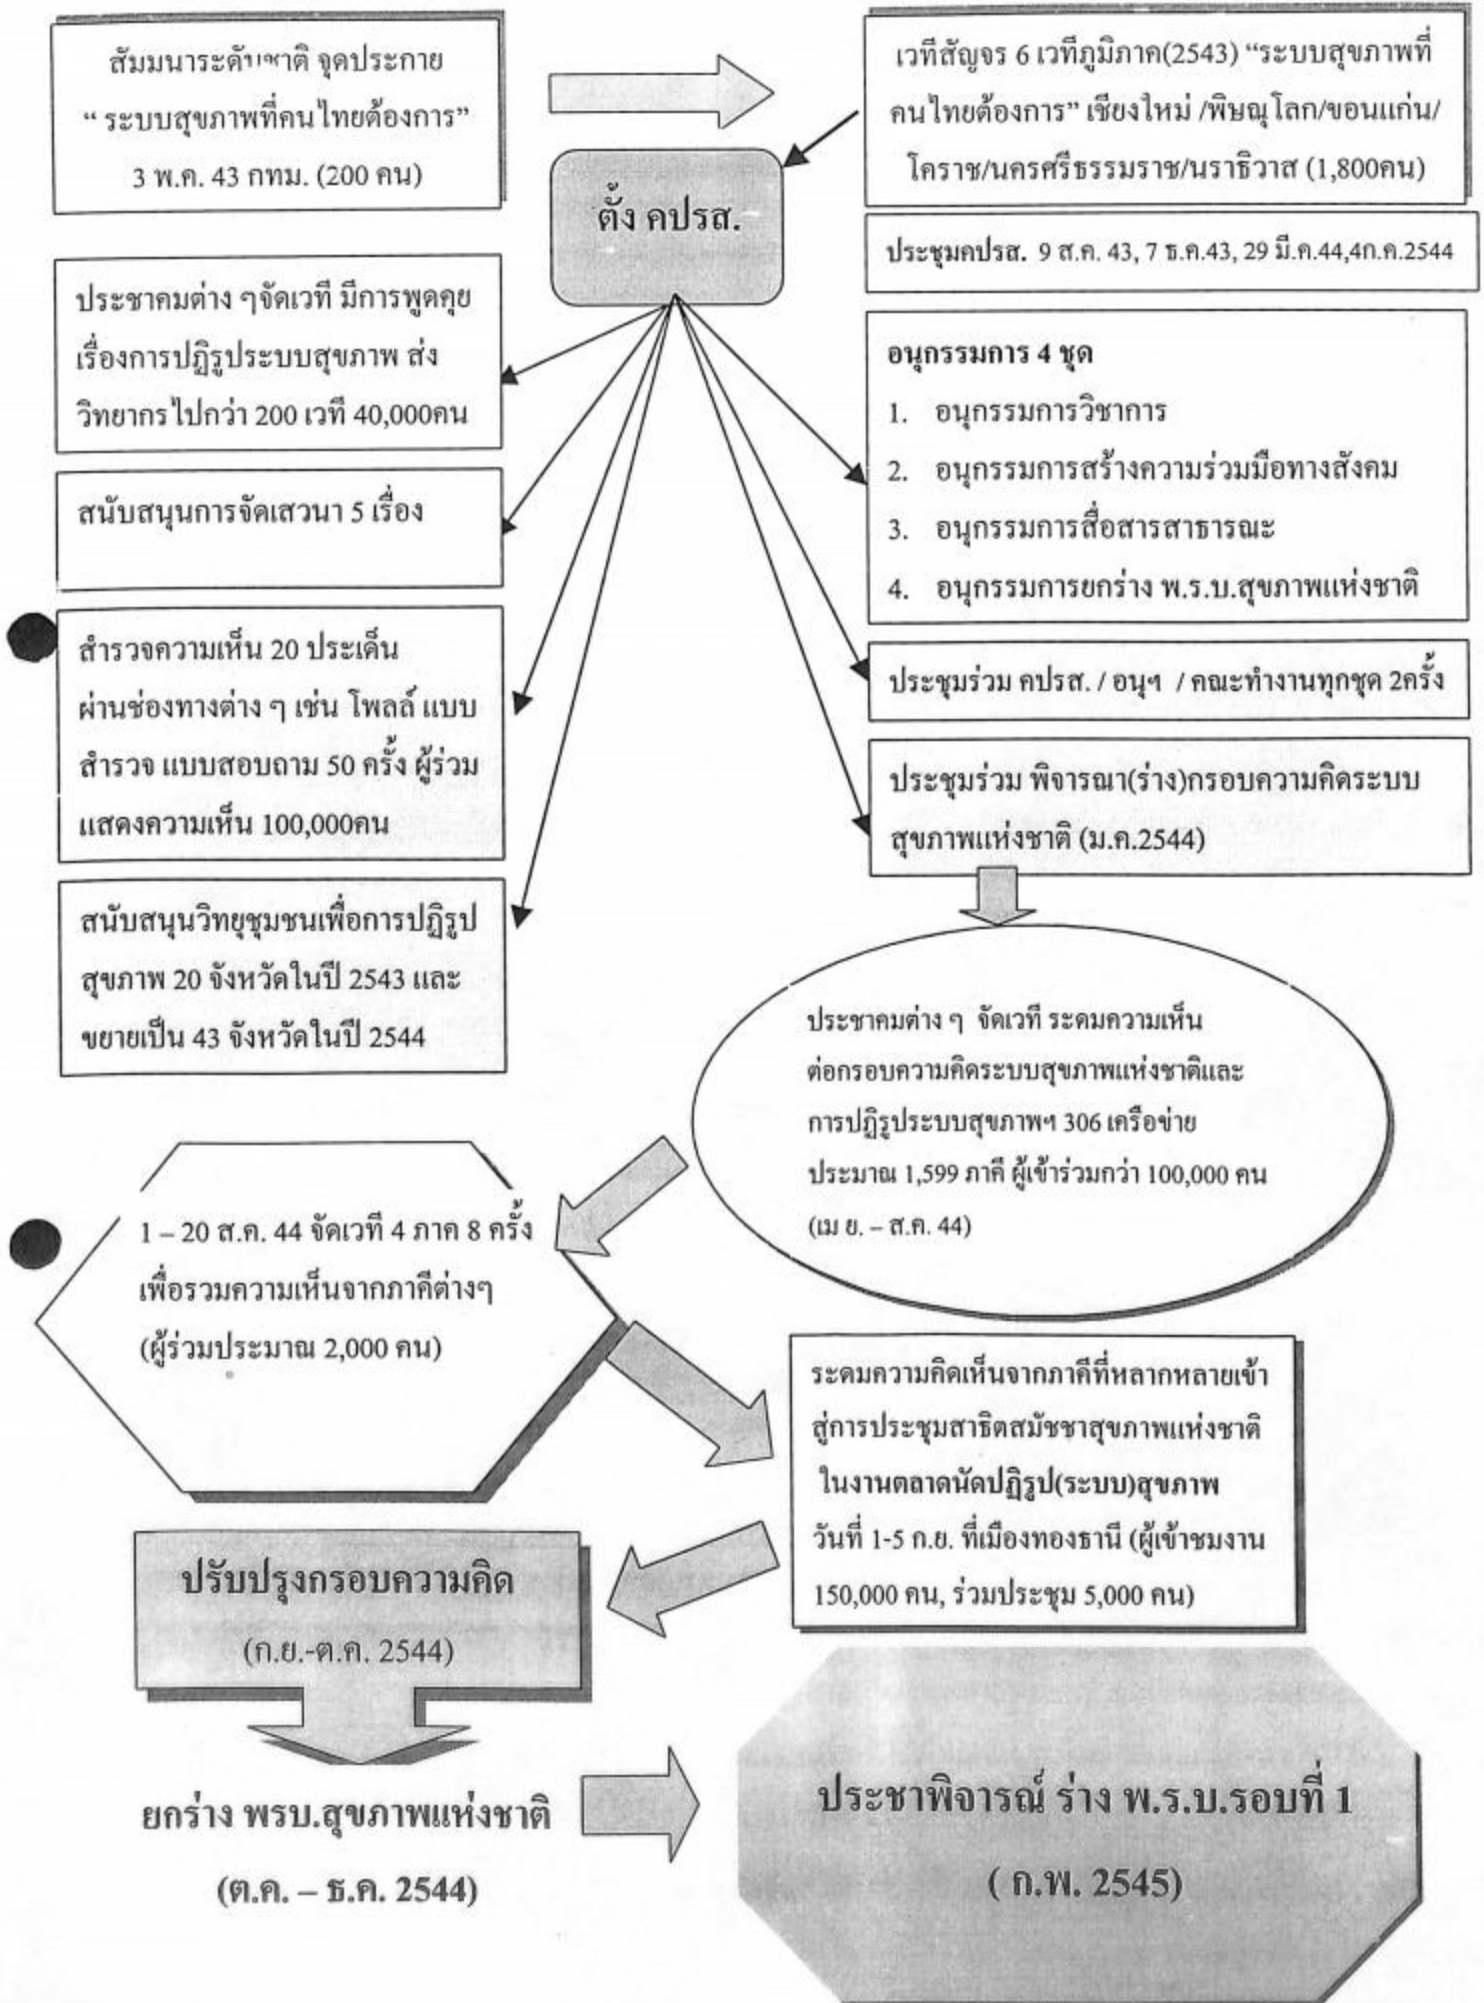 สัมมนาระดับชาติ จุดประกาย
“ ระบบสุขภาพที่คนไทยต้องการ”
3 พ.ค. 43 กทม. (200 คน)
เวทีสัญจร 6 เวทีภูมิภาค(2543) “ระบบสุขภาพที่
คนไทยต้องการ” เชียงใหม่ /พิษณุโลก/ขอนแก่น/
โคราช/นครศรีธรรมราช/นราธิวาส (1,800คน)
ตั้ง คปรส.
ประชุมคปรส. 9 ส.ค. 43, 7 ธ.ค.43, 29 มี.ค.44,4ก.ค.2544
ประชาคมต่าง ๆจัดเวที มีการพูดคุย
เรื่องการปฏิรูประบบสุขภาพ ส่ง
วิทยากรไปกว่า 200 เวที 40,000คน
สนับสนุนการจัดเสวนา 5 เรื่อง
สำรวจความเห็น 20 ประเด็น
ผ่านช่องทางต่าง ๆ เช่น โพลล์ แบบ
สำรวจ แบบสอบถาม 50 ครั้ง ผู้ร่วม
แสดงความเห็น 100,000คน
สนับสนุนวิทยุชุมชนเพื่อการปฏิรูป
สุขภาพ 20 จังหวัดในปี 2543 และ
ขยายเป็น 43 จังหวัดในปี 2544
อนุกรรมการ 4 ชุด
1. อนุกรรมการวิชาการ
2. อนุกรรมการสร้างความร่วมมือทางสังคม
3. อนุกรรมการสื่อสารสาธารณะ
4. อนุกรรมการยกร่าง พ.ร.บ.สุขภาพแห่งชาติ
ประชุมร่วม คปรส. / อนุฯ / คณะทำงานทุกชุด 2ครั้ง
ประชุมร่วม พิจารณา(ร่าง)กรอบความคิดระบบ
สุขภาพแห่งชาติ (ม.ค.2544)
ประชาคมต่าง ๆ จัดเวที ระดมความเห็น
ต่อกรอบความคิดระบบสุขภาพแห่งชาติและ
การปฏิรูประบบสุขภาพฯ 306 เครือข่าย
ประมาณ 1,599 ภาคี ผู้เข้าร่วมกว่า 100,000 คน
(เม ย. – ส.ค. 44)
1 – 20 ส.ค. 44 จัดเวที 4 ภาค 8 ครั้ง
เพื่อรวมความเห็นจากภาคีต่างๆ
(ผู้ร่วมประมาณ 2,000 คน)
ระดมความคิดเห็นจากภาคีที่หลากหลายเข้า
สู่การประชุมสาธิตสมัชชาสุขภาพแห่งชาติ
ในงานตลาดนัดปฏิรูป(ระบบ)สุขภาพ
วันที่ 1-5 ก.ย. ที่เมืองทองธานี (ผู้เข้าชมงาน
150,000 คน, ร่วมประชุม 5,000 คน)
ปรับปรุงกรอบความคิด
(ก.ย.-ต.ค. 2544)
ยกร่าง พรบ.สุขภาพแห่งชาติ
(ต.ค. – ธ.ค. 2544)
ประชาพิจารณ์ ร่าง พ.ร.บ.รอบที่ 1
( ก.พ. 2545)